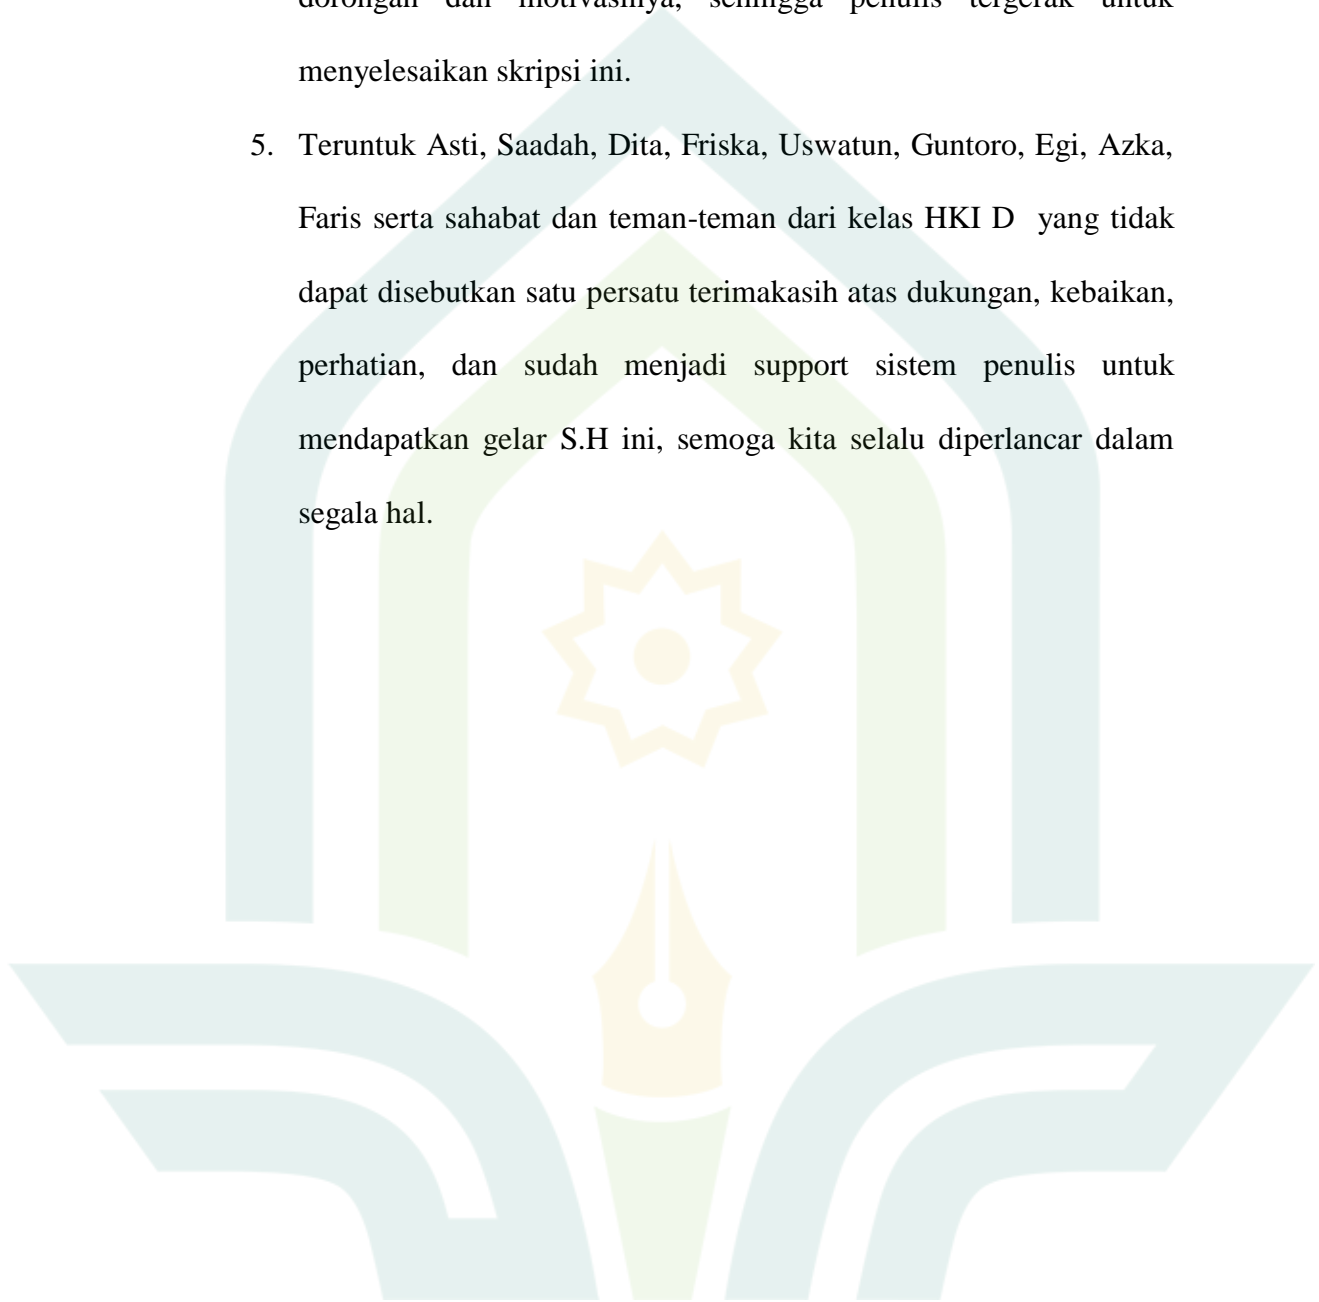 dorongan dan motivasinya, sehingga penulis tergerak untuk
menyelesaikan skripsi ini.
5. Teruntuk Asti, Saadah, Dita, Friska, Uswatun, Guntoro, Egi, Azka,
Faris serta sahabat dan teman-teman dari kelas HKI D yang tidak
dapat disebutkan satu persatu terimakasih atas dukungan, kebaikan,
perhatian, dan sudah menjadi support sistem penulis untuk
mendapatkan gelar S.H ini, semoga kita selalu diperlancar dalam
segala hal.